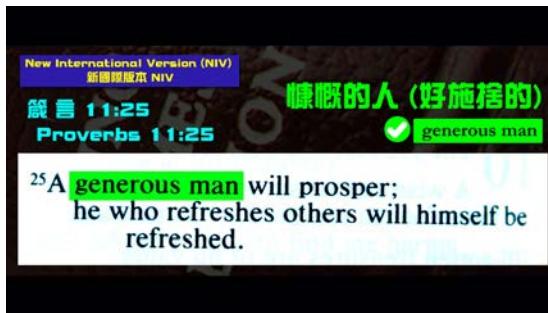 New International Version (NIV)
新國際版本 NIV
箴言 11:25
Proverbs 11:25
慷慨的人 (好施捨的)
generous man
25A generous man will prosper;
he who refreshes others will himself be
refreshed.